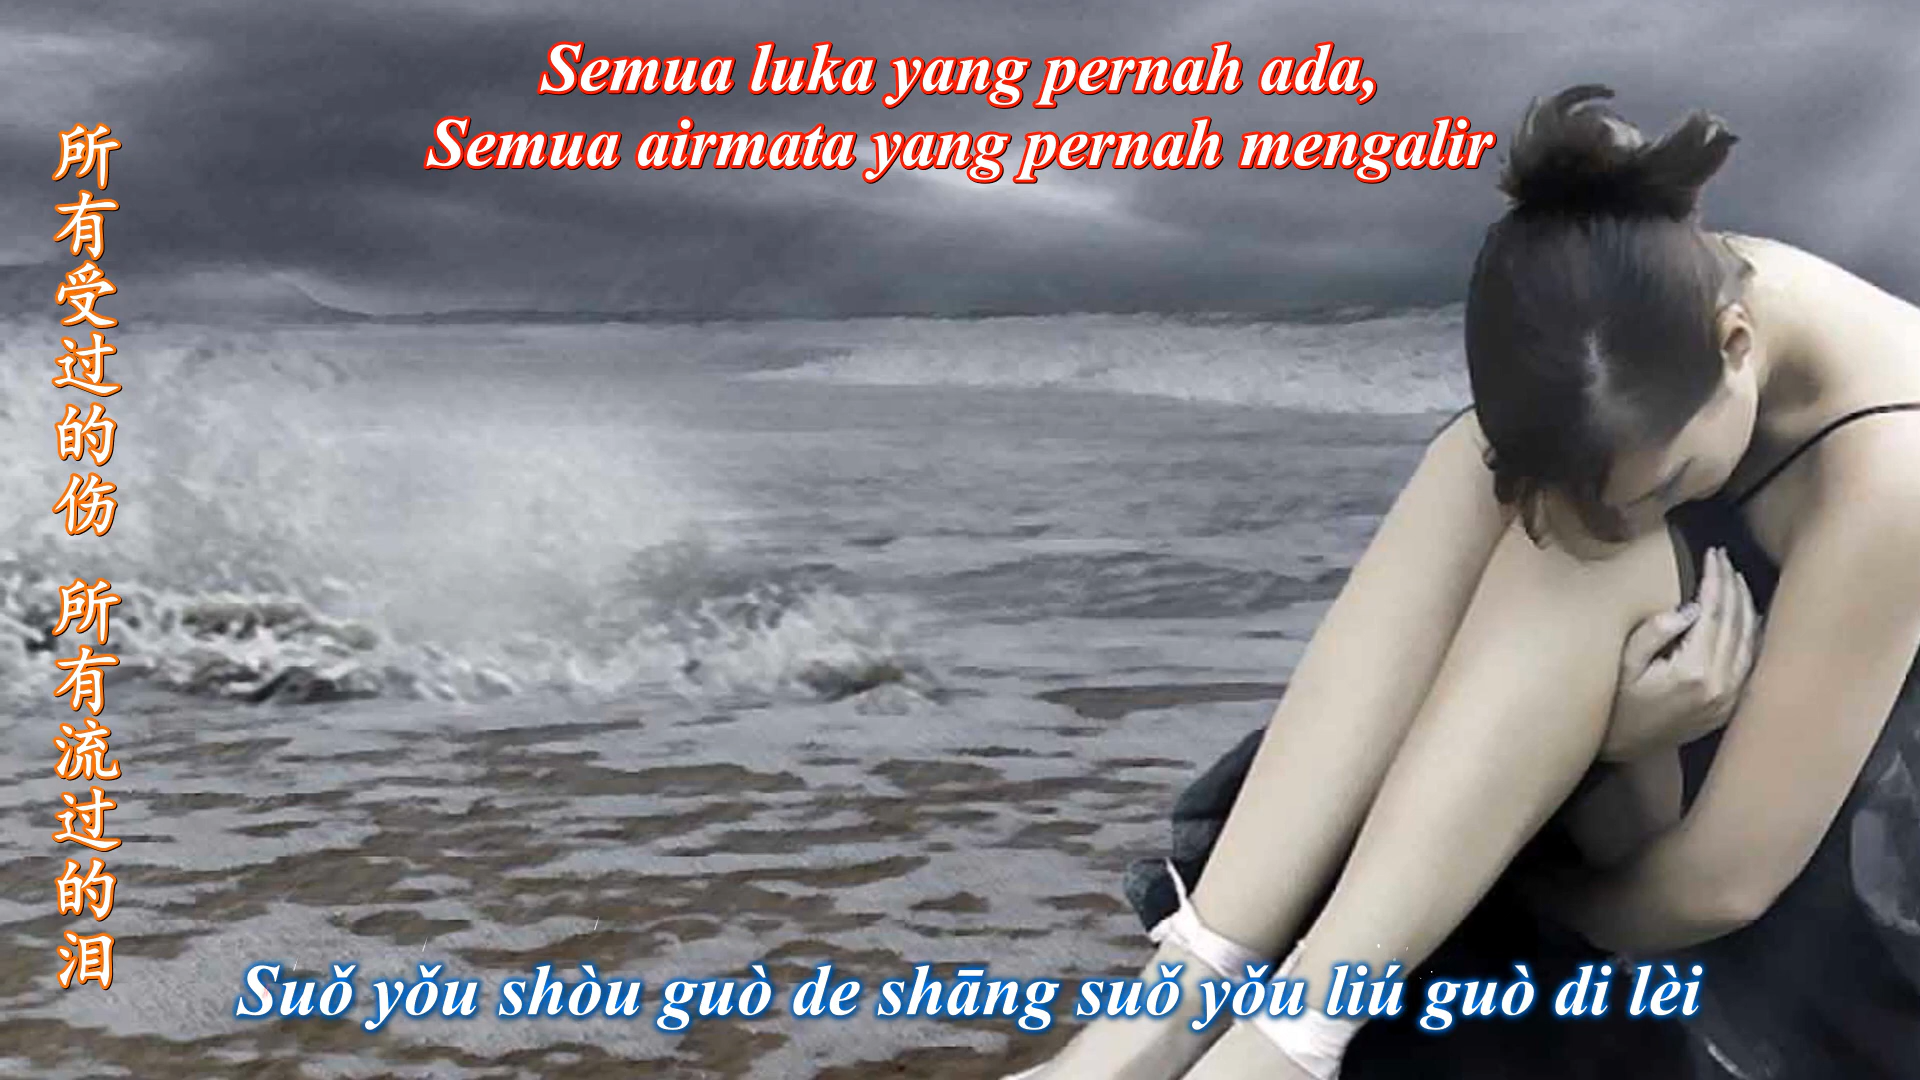 Semua luka yang pernah ada,
Semua airmata yang pernah mengalir
所有受过的伤 所有流过的泪
Suǒ yǒu shòu guò de shāng suǒ yǒu liú guò di lèi